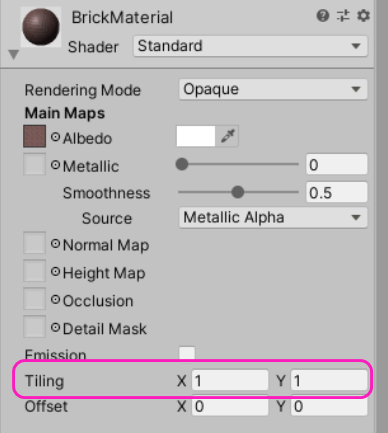 BrickMaterial
Shader Standard
Rendering Mode Opaque
Main Maps
Albedo
Metallic 0
Smoothness 0.5
Source Metallic Alpha
Normal Map
Height Map
Occlusion
Detail Mask
Emission
Tiling X 1 Y 1
Offset X 0 Y 0